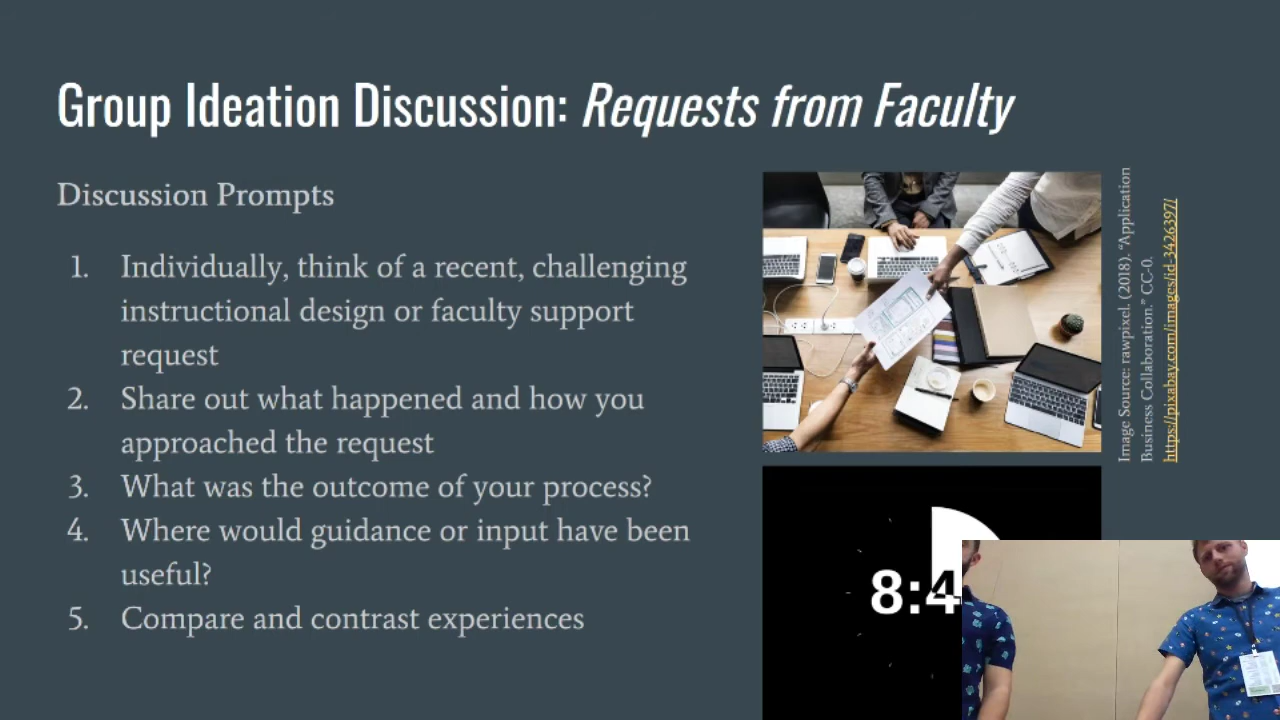 Group Ideation Discussion: Requests from Faculty
Discussion Prompts
1. Individually, think of a recent, challenging
instructional design or faculty support
request
2. Share out what happened and how you
approached the request
3. What was the outcome of your process?
4. Where would guidance or input have been
useful?
5. Compare and contrast experiences
Image Source: rawpixel. (2018). “Application
Business Collaboration.” CC-0.
https://pixabay.com/images/id-3426397/
8:4